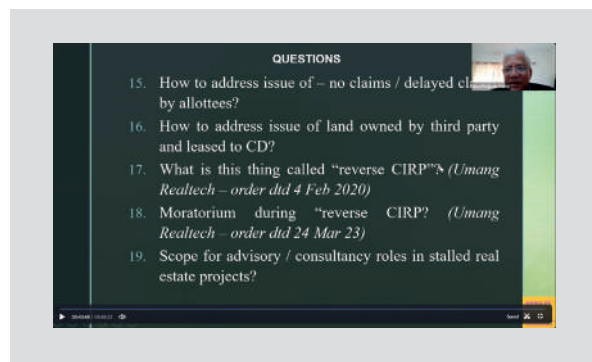 QUESTIONS
15. How to address issue of – no claims / delayed
by allottees?
16. How to address issue of land owned by third party
and leased to CD?
17. What is this thing called “reverse CIRP”? (Umang
Realtech – order dtd 4 Feb 2020)
18. Moratorium during “reverse CIRP? (Umang
Realtech – order dtd 24 Mar 23)
19. Scope for advisory / consultancy roles in stalled real
estate projects?
Speed